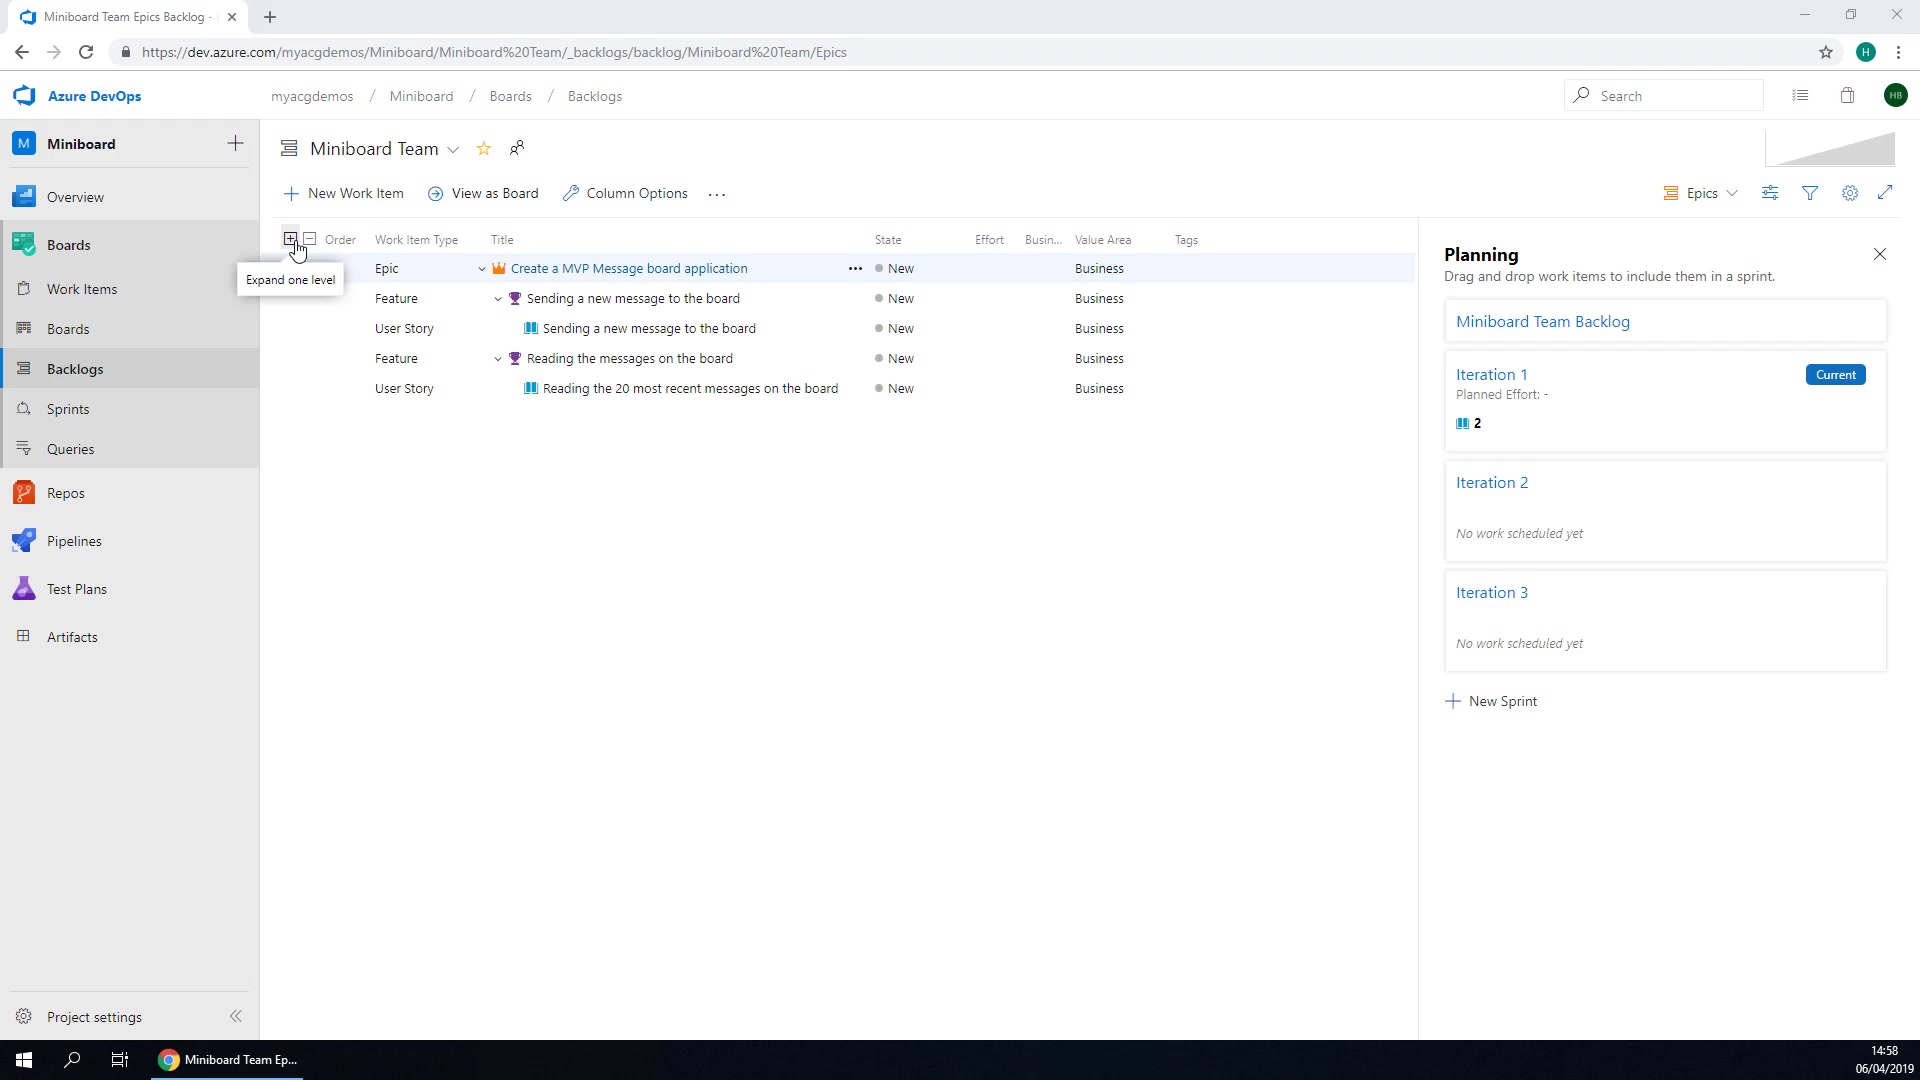 Miniboard Team Epics Backlog -
https://dev.azure.com/myacgdemos/Miniboard/Miniboard%20Team/_backlogs/backlog/Miniboard%20Team/Epics
H
Azure DevOps
myacgdemos / Miniboard / Boards / Backlogs
Search
HB
M Miniboard
Overview
Boards
Work Items
Boards
Backlogs
Sprints
Queries
Repos
Pipelines
Test Plans
Artifacts
Project settings
Miniboard Team
New Work Item View as Board Column Options ...
Epics
Order Work Item Type Title State Effort Busin... Value Area Tags
Expand one level
Epic Create a MVP Message board application ... New Business
Feature Sending a new message to the board New Business
User Story Sending a new message to the board New Business
Feature Reading the messages on the board New Business
User Story Reading the 20 most recent messages on the board New Business
Planning
Drag and drop work items to include them in a sprint.
Miniboard Team Backlog
Iteration 1 Current
Planned Effort: -
2
Iteration 2
No work scheduled yet
Iteration 3
No work scheduled yet
New Sprint
Miniboard Team Ep...
14:58
06/04/2019